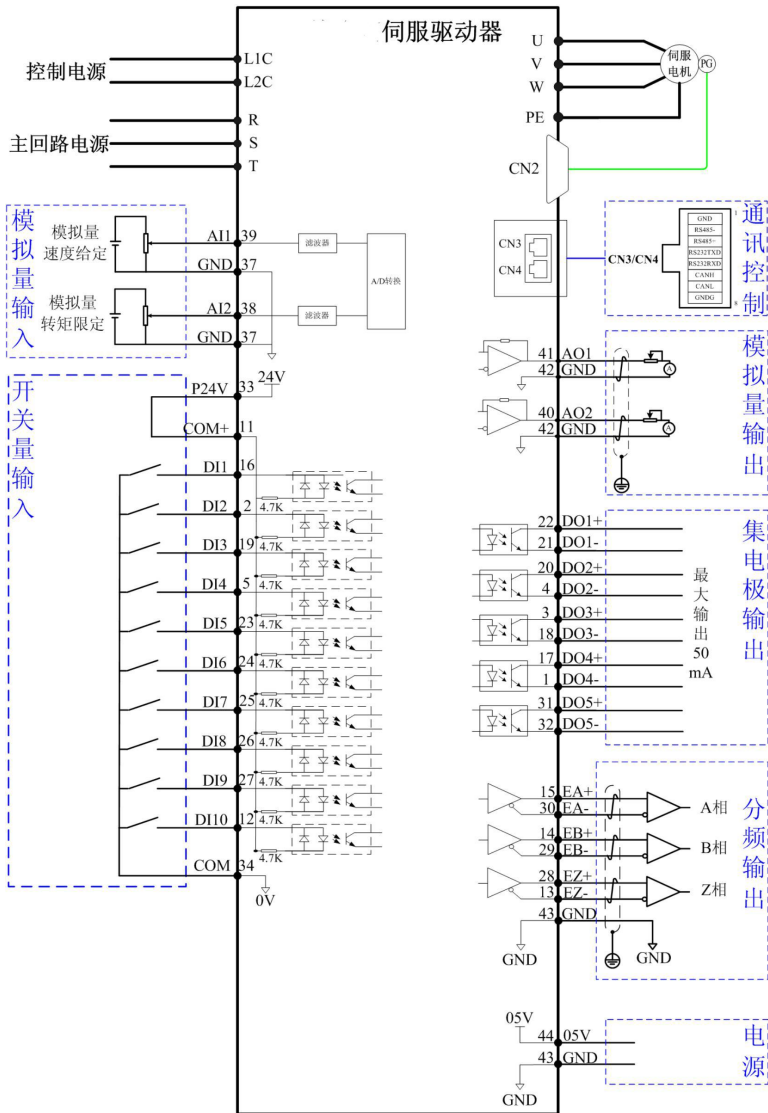 伺服驱动器
控制电源
L1C
L2C
主回路电源
R
S
T
U
V
W
PE
伺服
电机
PG
CN2
模拟量输入
模拟量
速度给定
AI1 39
GND 37
模拟量
转矩限定
AI2 38
GND 37
滤波器
滤波器
A/D转换
CN3
CN4
通讯控制
CN3/CN4
1
GND
RS485-
RS485+
RS232TXD
RS232RXD
CANH
CANL
GNDG
8
模拟量输出
41 AO1
42 GND
A
40 AO2
42 GND
A
开关量输入
P24V 33 24V
COM+ 11
DI1 16
4.7K
DI2 2
4.7K
DI3 19
4.7K
DI4 5
4.7K
DI5 23
4.7K
DI6 24
4.7K
DI7 25
4.7K
DI8 26
4.7K
DI9 27
4.7K
DI10 12
4.7K
COM 34
0V
集电极输出
22 DO1+
21 DO1-
20 DO2+
4 DO2-
3 DO3+
18 DO3-
17 DO4+
1 DO4-
31 DO5+
32 DO5-
最大输出
50
mA
分频输出
15 EA+
30 EA-
A相
14 EB+
29 EB-
B相
28 EZ+
13 EZ-
Z相
43 GND
GND
GND
电源
05V
44 05V
43 GND
GND